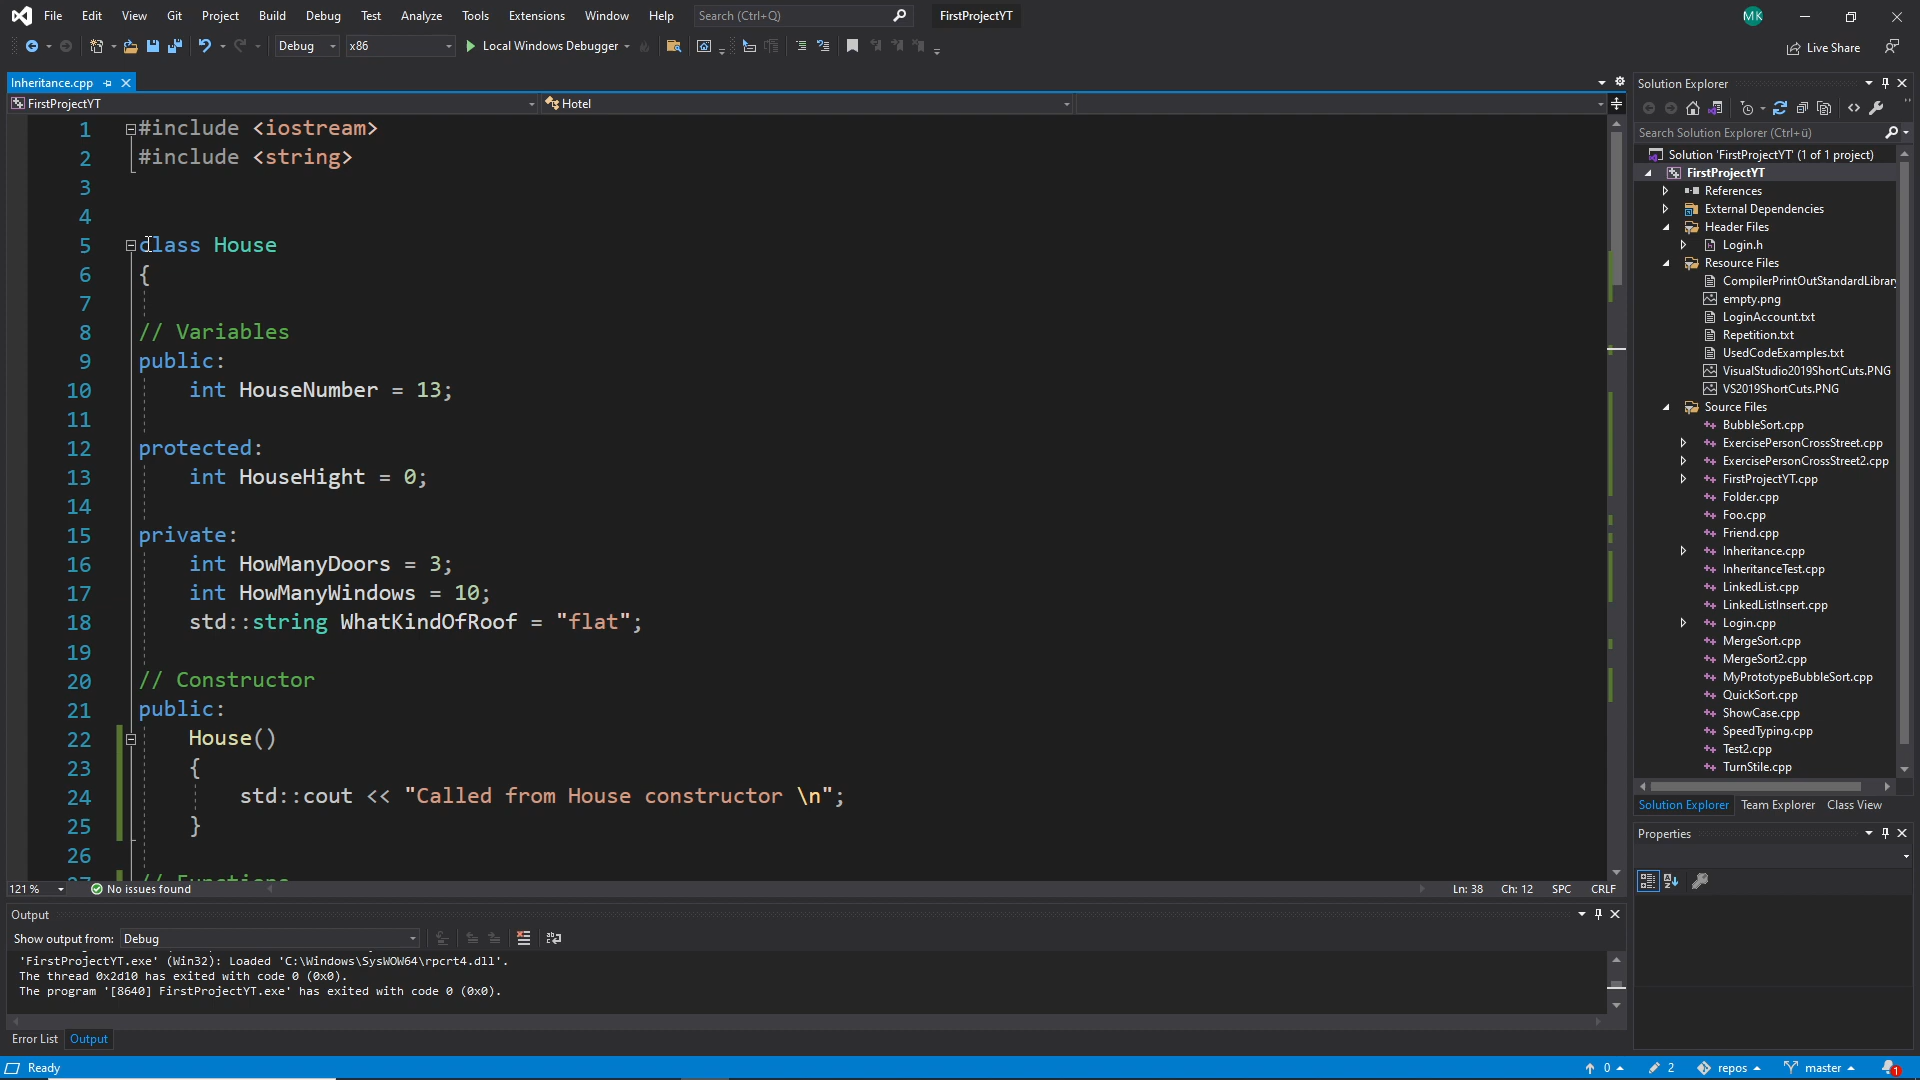 File Edit View Git Project Build Debug Test Analyze Tools Extensions Window Help Search (Ctrl+Q) FirstProjectYT MK
Debug x86 Local Windows Debugger Live Share
Inheritance.cpp
FirstProjectYT Hotel
1 #include <iostream>
2 #include <string>
3
4
5 class House
6 {
7
8 // Variables
9 public:
10 int HouseNumber = 13;
11
12 protected:
13 int HouseHight = 0;
14
15 private:
16 int HowManyDoors = 3;
17 int HowManyWindows = 10;
18 std::string WhatKindOfRoof = "flat";
19
20 // Constructor
21 public:
22 House()
23 {
24 std::cout << "Called from House constructor \n";
25 }
26
27 // Functions
121 % No issues found Ln: 38 Ch: 12 SPC CRLF
Output
Show output from: Debug
'FirstProjectYT.exe' (Win32): Loaded 'C:\Windows\SysWOW64\rpcrt4.dll'.
The thread 0x2d10 has exited with code 0 (0x0).
The program '[8640] FirstProjectYT.exe' has exited with code 0 (0x0).
Error List Output
Solution Explorer
Search Solution Explorer (Ctrl+ü)
Solution 'FirstProjectYT' (1 of 1 project)
FirstProjectYT
References
External Dependencies
Header Files
Login.h
Resource Files
CompilerPrintOutStandardLibrary
empty.png
LoginAccount.txt
Repetition.txt
UsedCodeExamples.txt
VisualStudio2019ShortCuts.PNG
VS2019ShortCuts.PNG
Source Files
BubbleSort.cpp
ExercisePersonCrossStreet.cpp
ExercisePersonCrossStreet2.cpp
FirstProjectYT.cpp
Folder.cpp
Foo.cpp
Friend.cpp
Inheritance.cpp
InheritanceTest.cpp
LinkedList.cpp
LinkedListInsert.cpp
Login.cpp
MergeSort.cpp
MergeSort2.cpp
MyPrototypeBubbleSort.cpp
QuickSort.cpp
ShowCase.cpp
SpeedTyping.cpp
Test2.cpp
TurnStile.cpp
Solution Explorer Team Explorer Class View
Properties
Ready 0 2 repos master 1